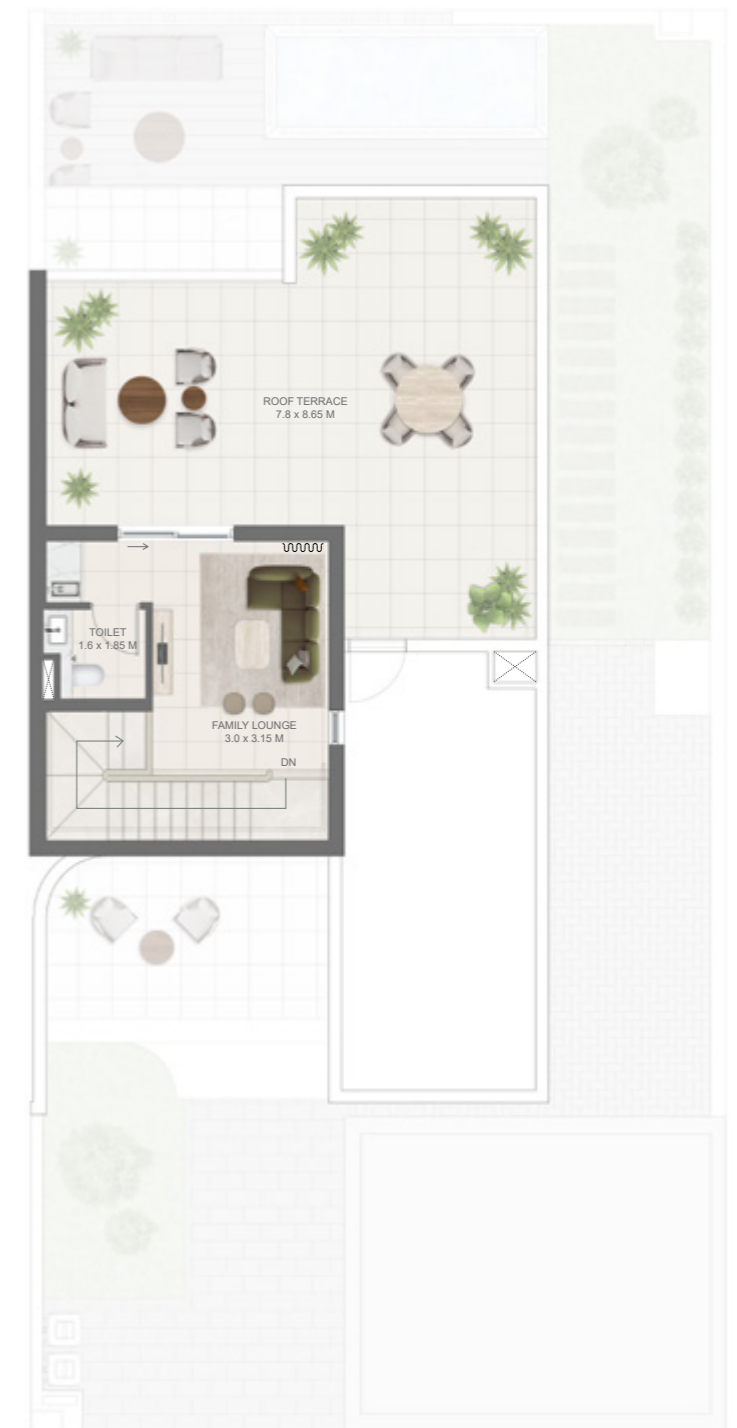 ROOF TERRACE
7.8 x 8.65 M
TOILET
1.6 x 1.85 M
FAMILY LOUNGE
3.0 x 3.15 M
DN